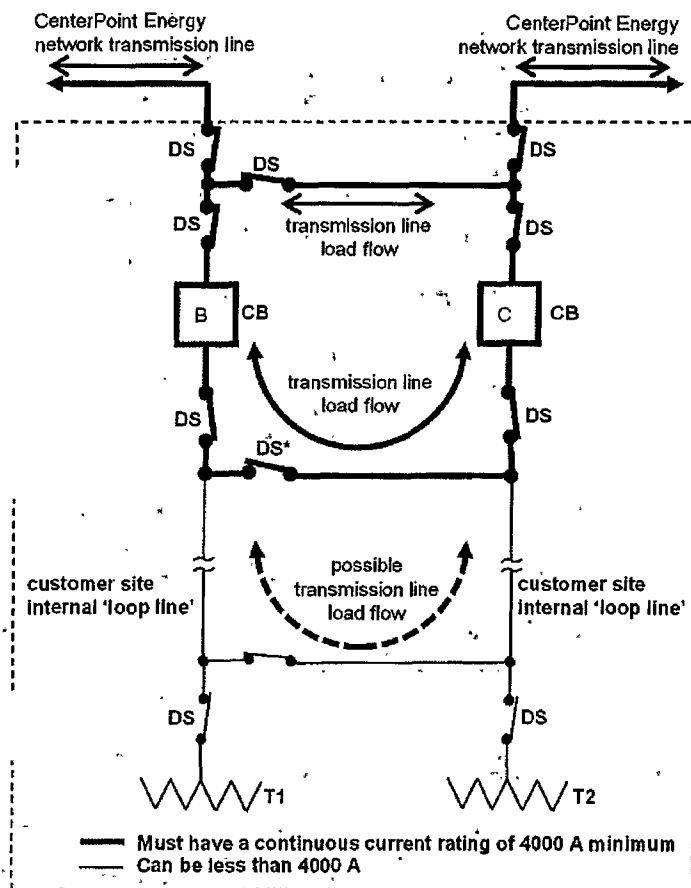 CenterPoint Energy
network transmission line
CenterPoint Energy
network transmission line
DS
DS
DS
transmission line
load flow
DS
DS
B
CB
C
CB
transmission line
load flow
DS
DS
DS*
possible
transmission line
load flow
customer site
internal 'loop line'
customer site
internal 'loop line'
DS
DS
T1
T2
Must have a continuous current rating of 4000 A minimum
Can be less than 4000 A